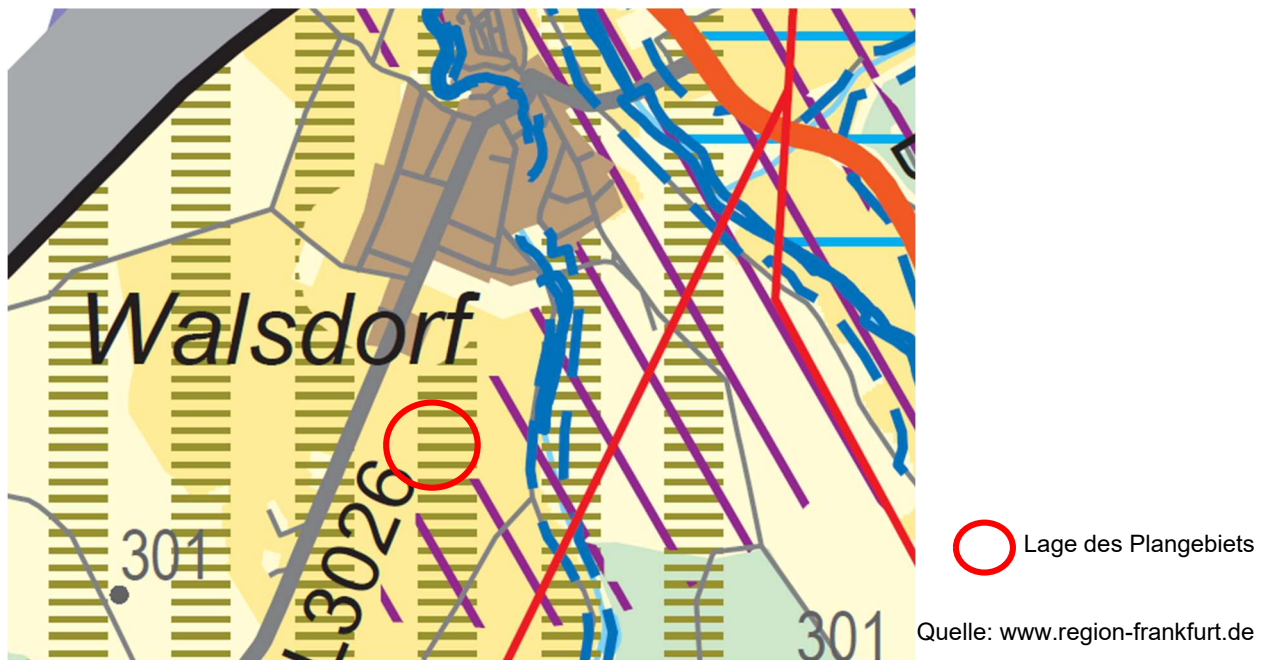 Walsdorf
301
L3026
301
Lage des Plangebiets
Quelle: www.region-frankfurt.de